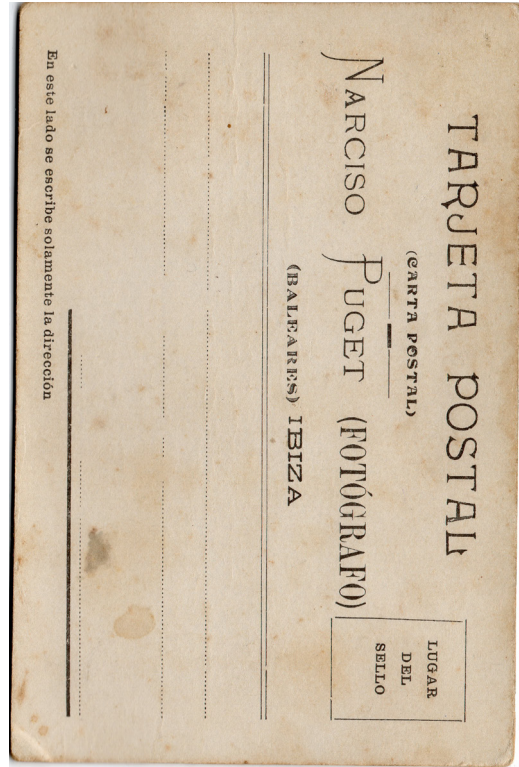 TARJETA POSTAL
(CARTA POSTAL)
NARCISO PUGET (FOTÓGRAFO)
(BALEARES) IBIZA
LUGAR
DEL
SELLO
En este lado se escribe solamente la dirección